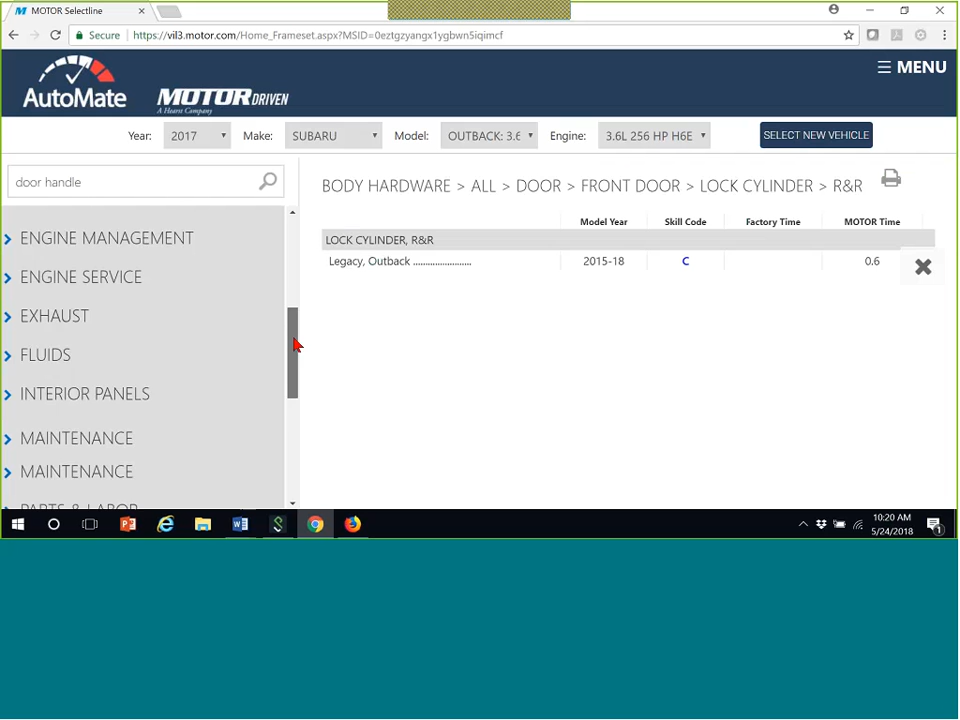 MOTOR Selectline
Secure https://vil3.motor.com/Home_Frameset.aspx?MSID=0eztgzyangx1ygbwn5iqimcf
AutoMate
MOTOR DRIVEN
A Hearst Company
MENU
Year: 2017 Make: SUBARU Model: OUTBACK: 3.6 Engine: 3.6L 256 HP H6E SELECT NEW VEHICLE
door handle
BODY HARDWARE > ALL > DOOR > FRONT DOOR > LOCK CYLINDER > R&R
Model Year Skill Code Factory Time MOTOR Time
LOCK CYLINDER, R&R
Legacy, Outback ........................ 2015-18 C 0.6
ENGINE MANAGEMENT
ENGINE SERVICE
EXHAUST
FLUIDS
INTERIOR PANELS
MAINTENANCE
MAINTENANCE
PARTS & LABOR
10:20 AM
5/24/2018
1